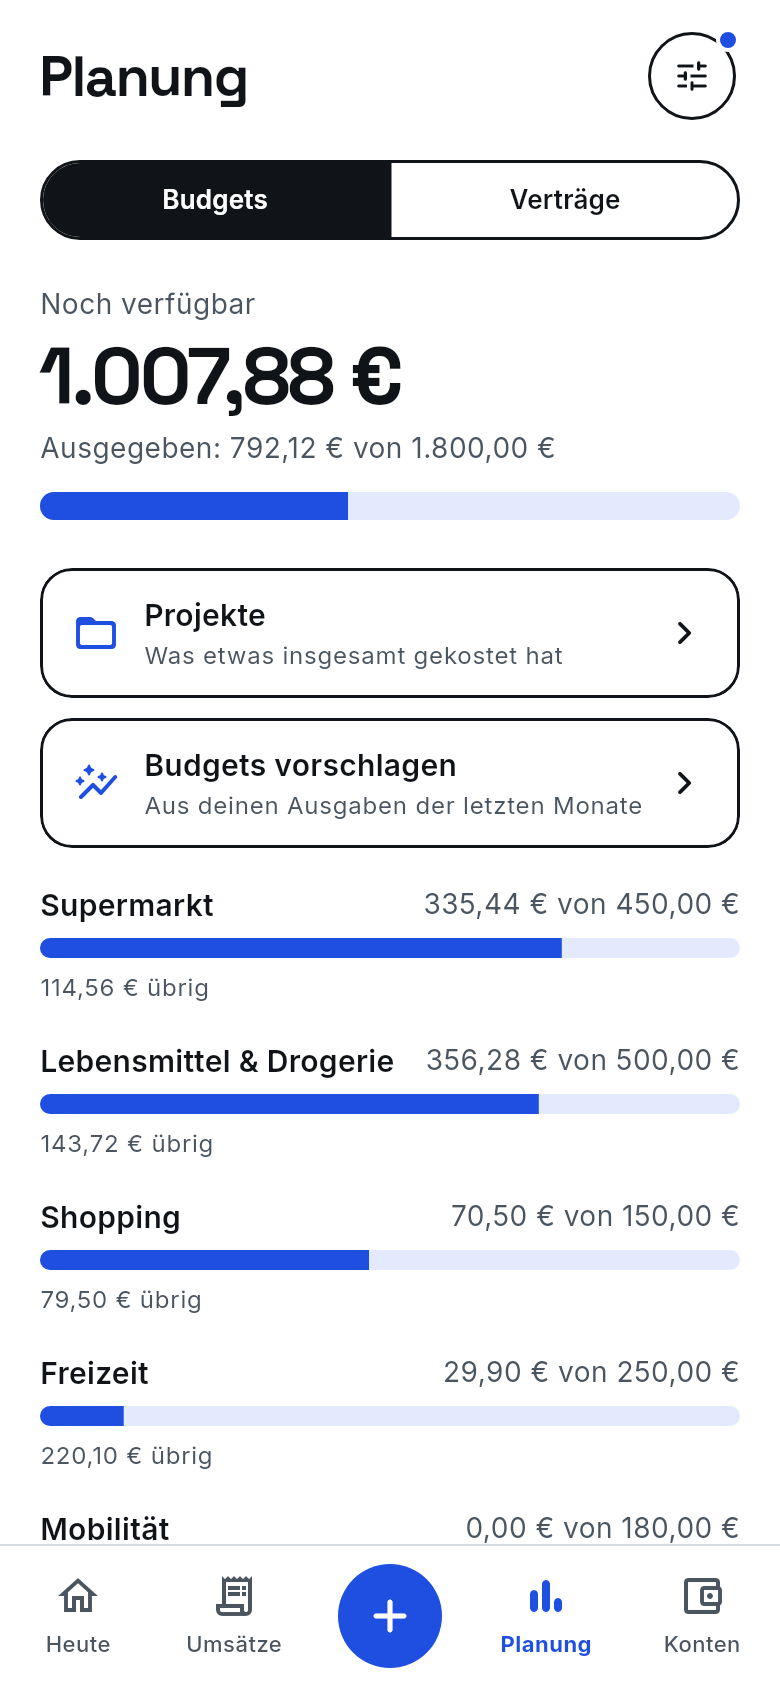 Planung
Budgets
Verträge
Noch verfügbar
1.007,88 €
Ausgegeben: 792,12 € von 1.800,00 €
Projekte
Was etwas insgesamt gekostet hat
Budgets vorschlagen
Aus deinen Ausgaben der letzten Monate
Supermarkt 335,44 € von 450,00 €
114,56 € übrig
Lebensmittel & Drogerie 356,28 € von 500,00 €
143,72 € übrig
Shopping 70,50 € von 150,00 €
79,50 € übrig
Freizeit 29,90 € von 250,00 €
220,10 € übrig
Mobilität 0,00 € von 180,00 €
Heute Umsätze Planung Konten